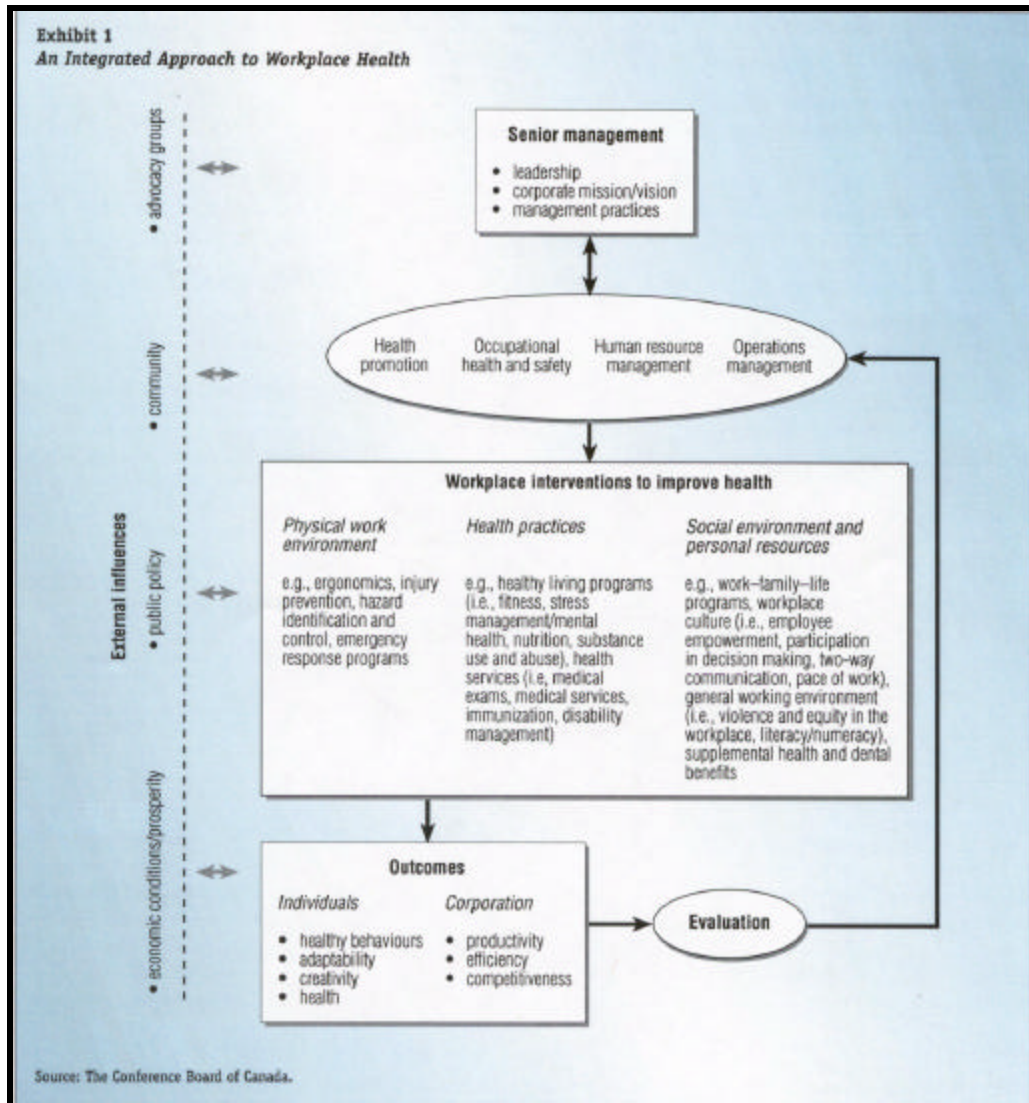 Exhibit 1
An Integrated Approach to Workplace Health
Senior management
• leadership
• corporate mission/vision
• management practices
Health
promotion
Occupational
health and safety
Human resource
management
Operations
management
Workplace interventions to improve health
Physical work
environment
e.g., ergonomics, injury
prevention, hazard
identification and
control, emergency
response programs
Health practices
e.g., healthy living programs
(i.e., fitness, stress
management/mental
health, nutrition, substance
use and abuse), health
services (i.e, medical
exams, medical services,
immunization, disability
management)
Social environment and
personal resources
e.g., work–family–life
programs, workplace
culture (i.e., employee
empowerment, participation
in decision making, two-way
communication, pace of work),
general working environment
(i.e., violence and equity in the
workplace, literacy/numeracy),
supplemental health and dental
benefits
Outcomes
Individuals
• healthy behaviours
• adaptability
• creativity
• health
Corporation
• productivity
• efficiency
• competitiveness
Evaluation
External influences
• advocacy groups
• community
• public policy
• economic conditions/prosperity
Source: The Conference Board of Canada.